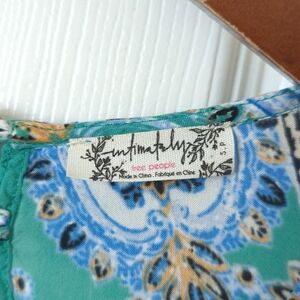 intimately
free people
Made in China . Fabriqué en Chine
S . P